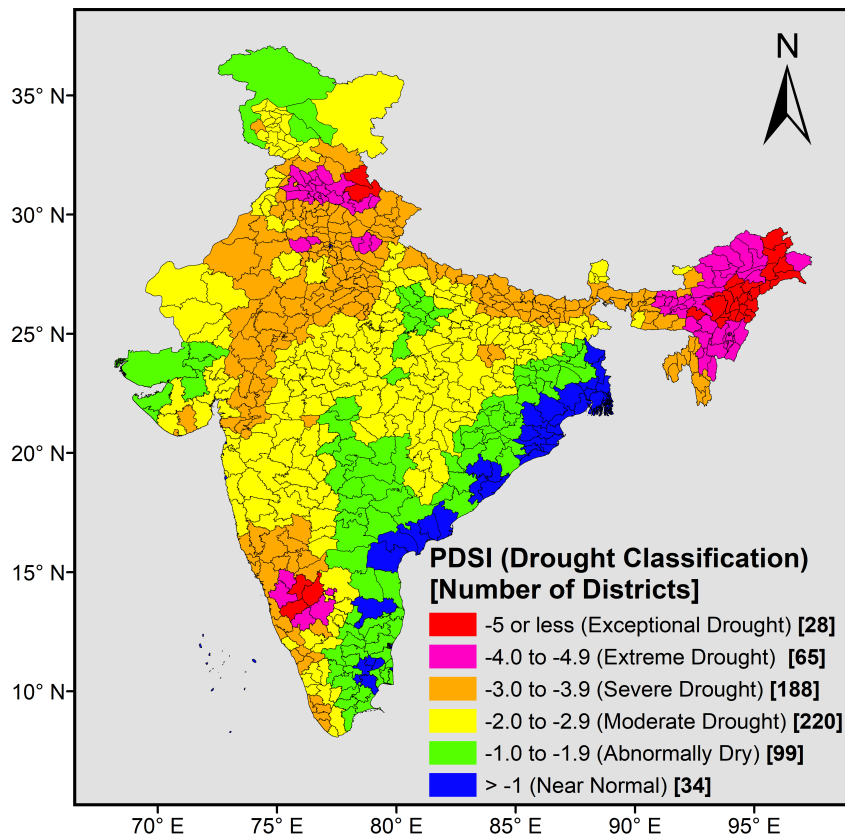 N
35° N
30° N
25° N
20° N
15° N
10° N
PDSI (Drought Classification)
[Number of Districts]
-5 or less (Exceptional Drought) [28]
-4.0 to -4.9 (Extreme Drought) [65]
-3.0 to -3.9 (Severe Drought) [188]
-2.0 to -2.9 (Moderate Drought) [220]
-1.0 to -1.9 (Abnormally Dry) [99]
> -1 (Near Normal) [34]
70° E 75° E 80° E 85° E 90° E 95° E